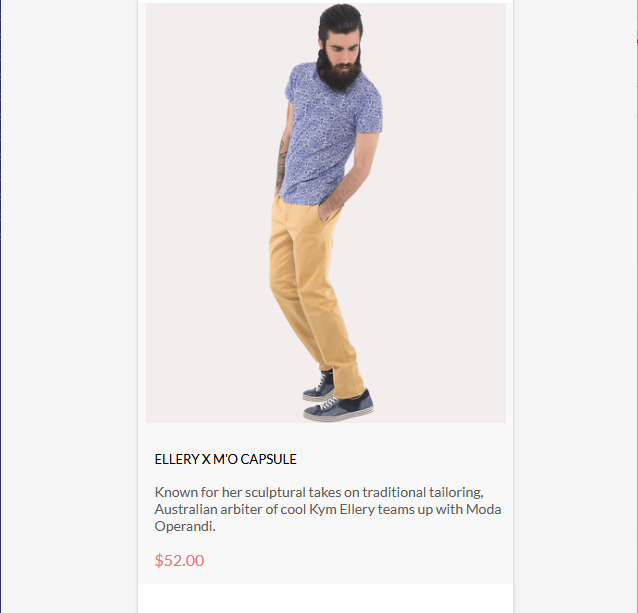 ELLERY X M'O CAPSULE
Known for her sculptural takes on traditional tailoring,
Australian arbiter of cool Kym Ellery teams up with Moda
Operandi.
$52.00